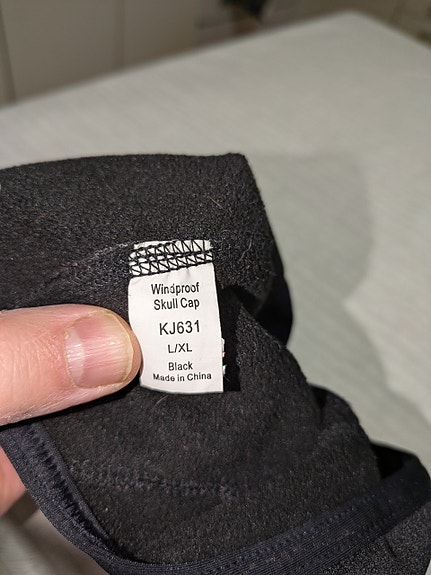 Windproof
Skull Cap
KJ631
L/XL
Black
Made in China